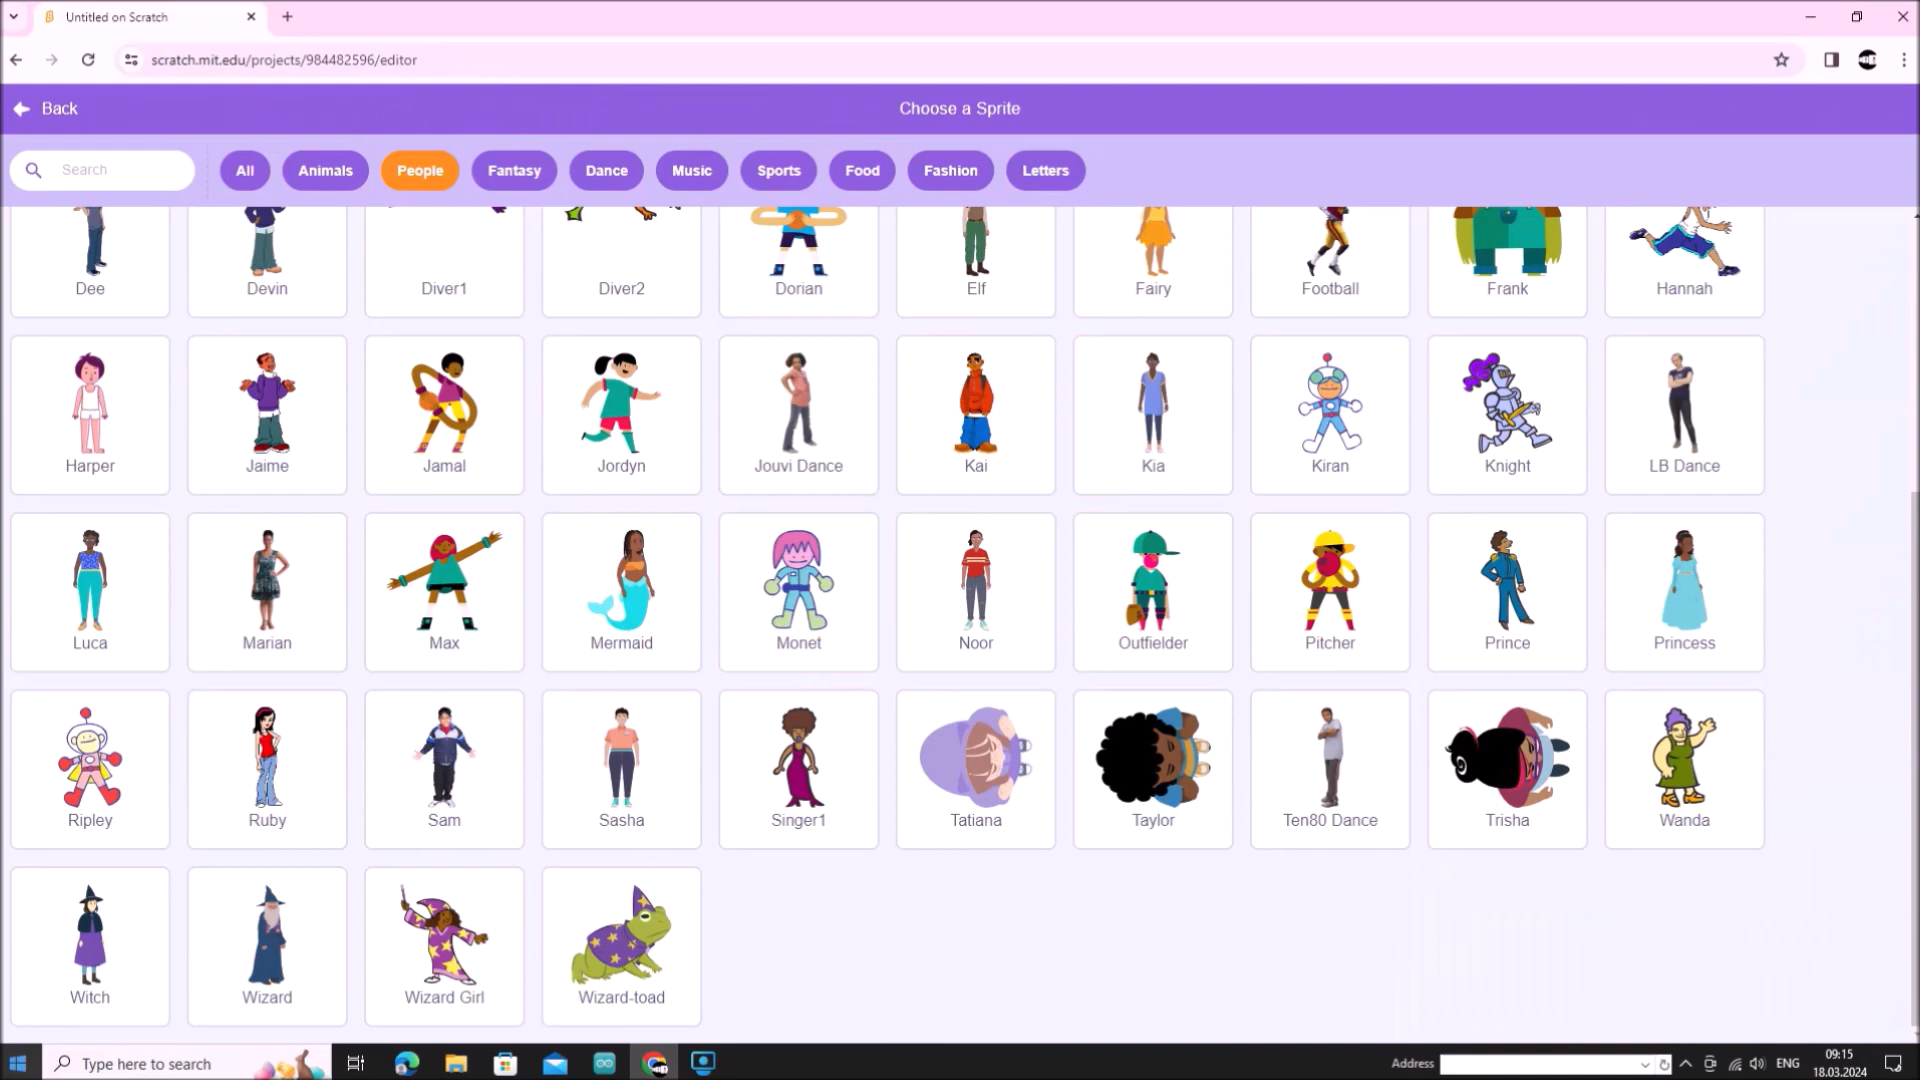 Untitled on Scratch
scratch.mit.edu/projects/984482596/editor
Back
Choose a Sprite
Search
All
Animals
People
Fantasy
Dance
Music
Sports
Food
Fashion
Letters
Dee
Devin
Diver1
Diver2
Dorian
Elf
Fairy
Football
Frank
Hannah
Harper
Jaime
Jamal
Jordyn
Jouvi Dance
Kai
Kia
Kiran
Knight
LB Dance
Luca
Marian
Max
Mermaid
Monet
Noor
Outfielder
Pitcher
Prince
Princess
Ripley
Ruby
Sam
Sasha
Singer1
Tatiana
Taylor
Ten80 Dance
Trisha
Wanda
Witch
Wizard
Wizard Girl
Wizard-toad
Type here to search
Address
ENG
09:15
18.03.2024